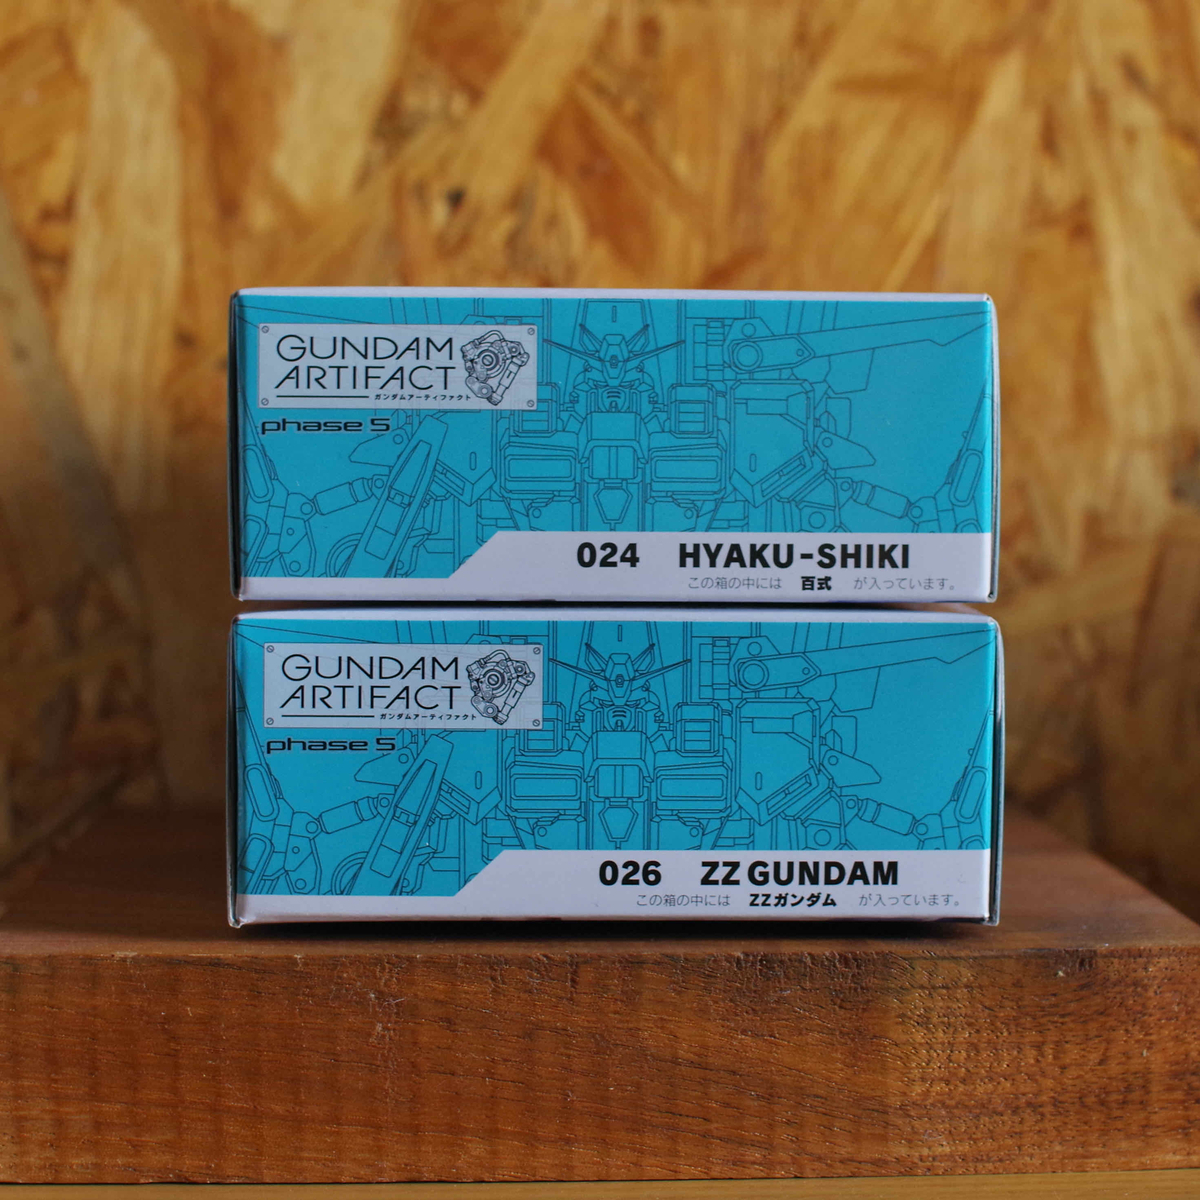 GUNDAM
ARTIFACT
ガンダムアーティファクト
phase 5
024 HYAKU-SHIKI
この箱の中には 百式 が入っています。
GUNDAM
ARTIFACT
ガンダムアーティファクト
phase 5
026 ZZ GUNDAM
この箱の中には ZZガンダム が入っています。